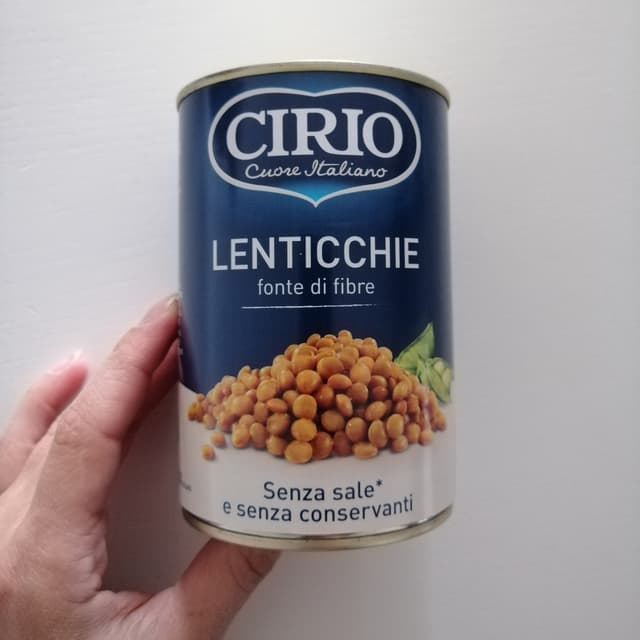 CIRIO
Cuore Italiano
LENTICCHIE
fonte di fibre
Senza sale*
e senza conservanti